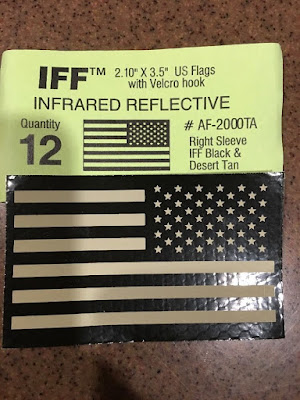 IFF™ 2.10" X 3.5" US Flags
with Velcro hook
INFRARED REFLECTIVE
Quantity
12
# AF-2000TA
Right Sleeve
IFF Black &
Desert Tan